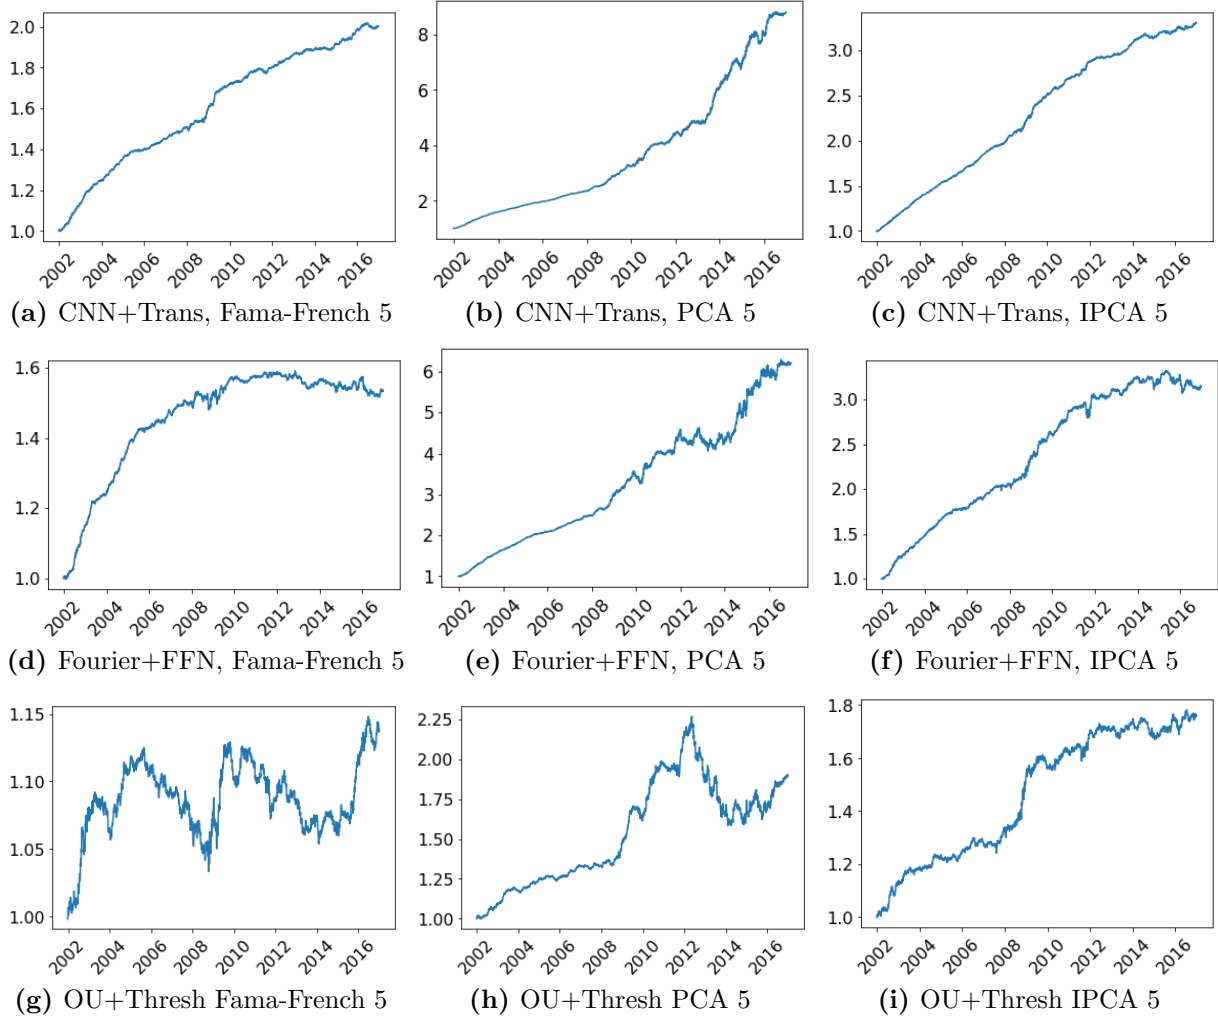 2.0
1.8
1.6
1.4
1.2
1.0
2002 2004 2006 2008 2010 2012 2014 2016
(a) CNN+Trans, Fama-French 5
8
6
4
2
2002 2004 2006 2008 2010 2012 2014 2016
(b) CNN+Trans, PCA 5
3.0
2.5
2.0
1.5
1.0
2002 2004 2006 2008 2010 2012 2014 2016
(c) CNN+Trans, IPCA 5
1.6
1.4
1.2
1.0
2002 2004 2006 2008 2010 2012 2014 2016
(d) Fourier+FFN, Fama-French 5
6
5
4
3
2
1
2002 2004 2006 2008 2010 2012 2014 2016
(e) Fourier+FFN, PCA 5
3.0
2.5
2.0
1.5
1.0
2002 2004 2006 2008 2010 2012 2014 2016
(f) Fourier+FFN, IPCA 5
1.15
1.10
1.05
1.00
2002 2004 2006 2008 2010 2012 2014 2016
(g) OU+Thresh Fama-French 5
2.25
2.00
1.75
1.50
1.25
1.00
2002 2004 2006 2008 2010 2012 2014 2016
(h) OU+Thresh PCA 5
1.8
1.6
1.4
1.2
1.0
2002 2004 2006 2008 2010 2012 2014 2016
(i) OU+Thresh IPCA 5